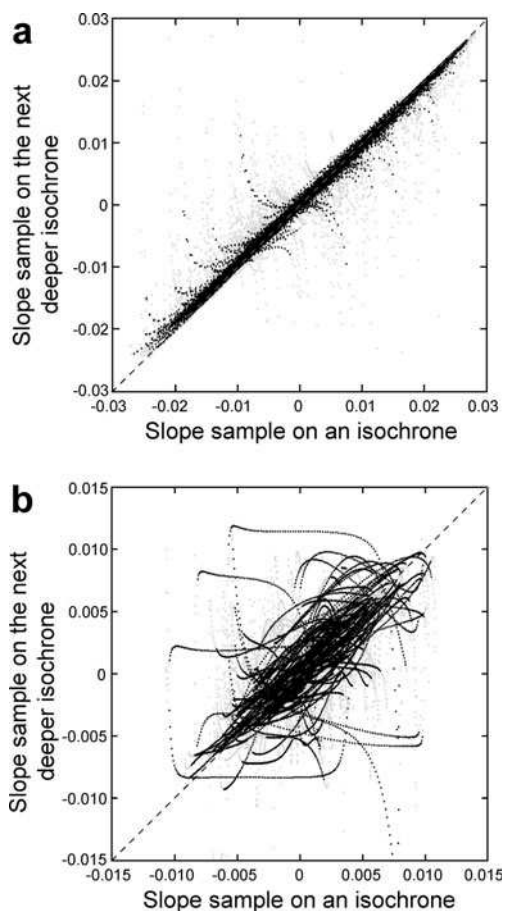 a
0.03
0.02
0.01
0
-0.01
-0.02
-0.03
Slope sample on the next
deeper isochrone
-0.03 -0.02 -0.01 0 0.01 0.02 0.03
Slope sample on an isochrone
b
0.015
0.010
0.005
0
-0.005
-0.010
-0.015
Slope sample on the next
deeper isochrone
-0.015 -0.010 -0.005 0 0.005 0.010 0.015
Slope sample on an isochrone